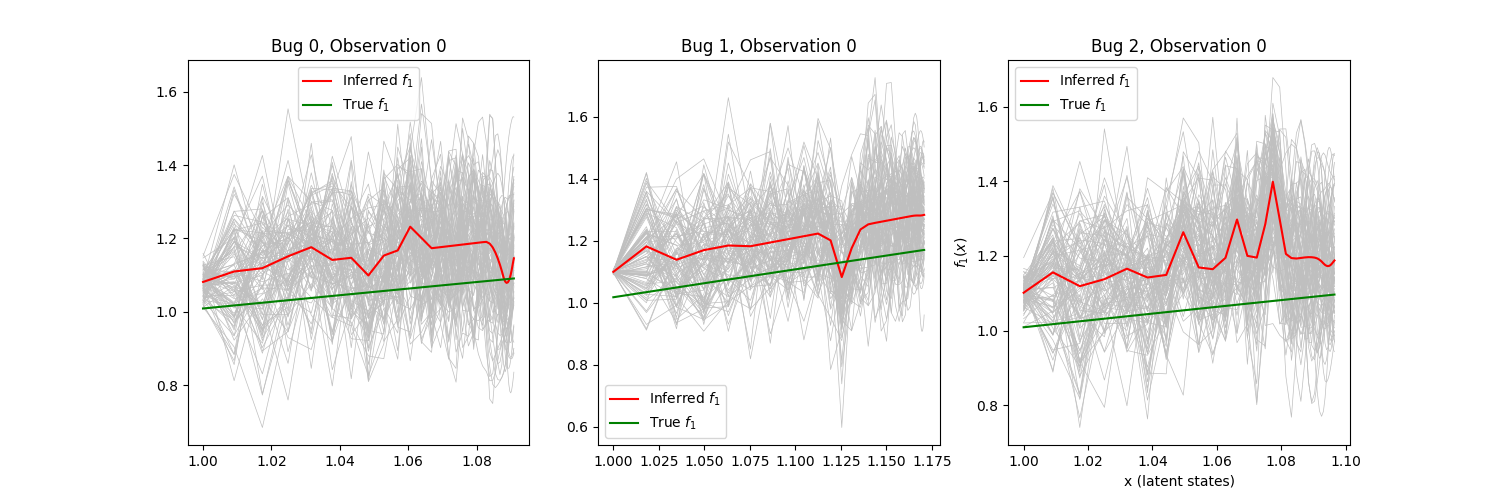 Bug 0, Observation 0
Inferred f₁
True f₁
1.6
1.4
1.2
1.0
0.8
1.00 1.02 1.04 1.06 1.08
Bug 1, Observation 0
1.6
1.4
1.2
1.0
0.8
0.6
Inferred f₁
True f₁
1.000 1.025 1.050 1.075 1.100 1.125 1.150 1.175
Bug 2, Observation 0
Inferred f₁
True f₁
f₁(x)
1.6
1.4
1.2
1.0
0.8
1.00 1.02 1.04 1.06 1.08 1.10
x (latent states)